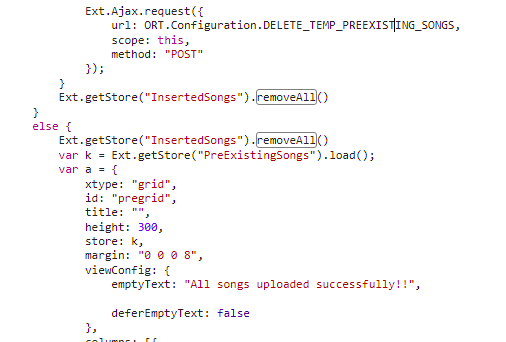 Ext.Ajax.request({
url: ORT.Configuration.DELETE_TEMP_PREEXISTING_SONGS,
scope: this,
method: "POST"
});
}
Ext.getStore("InsertedSongs").removeAll()
}
else {
Ext.getStore("InsertedSongs").removeAll()
var k = Ext.getStore("PreExistingSongs").load();
var a = {
xtype: "grid",
id: "pregrid",
title: "",
height: 300,
store: k,
margin: "0 0 0 8",
viewConfig: {
emptyText: "All songs uploaded successfully!!",
deferEmptyText: false
},
columns: [{